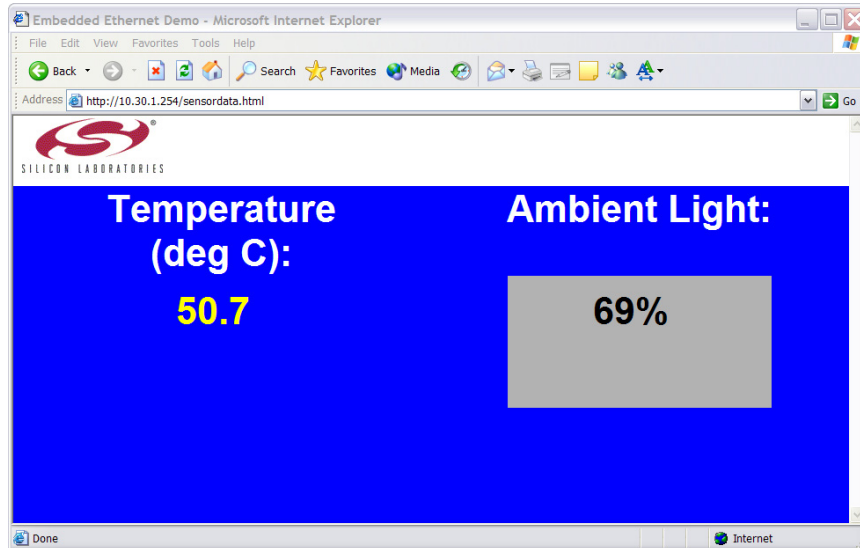 Embedded Ethernet Demo - Microsoft Internet Explorer
File Edit View Favorites Tools Help
Back Search Favorites Media
Address http://10.30.1.254/sensordata.html Go
®
SILICON LABORATORIES
Temperature
(deg C):
Ambient Light:
50.7
69%
Done Internet